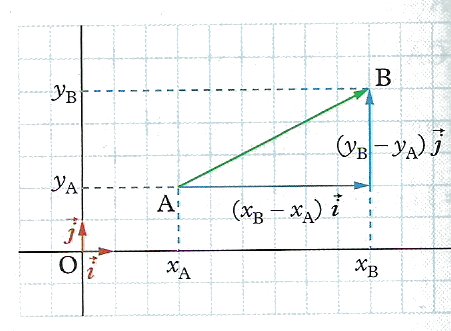 y_B
B
(y_B − y_A) j⃗
y_A
A
(x_B − x_A) i⃗
j⃗
O
i⃗
x_A
x_B